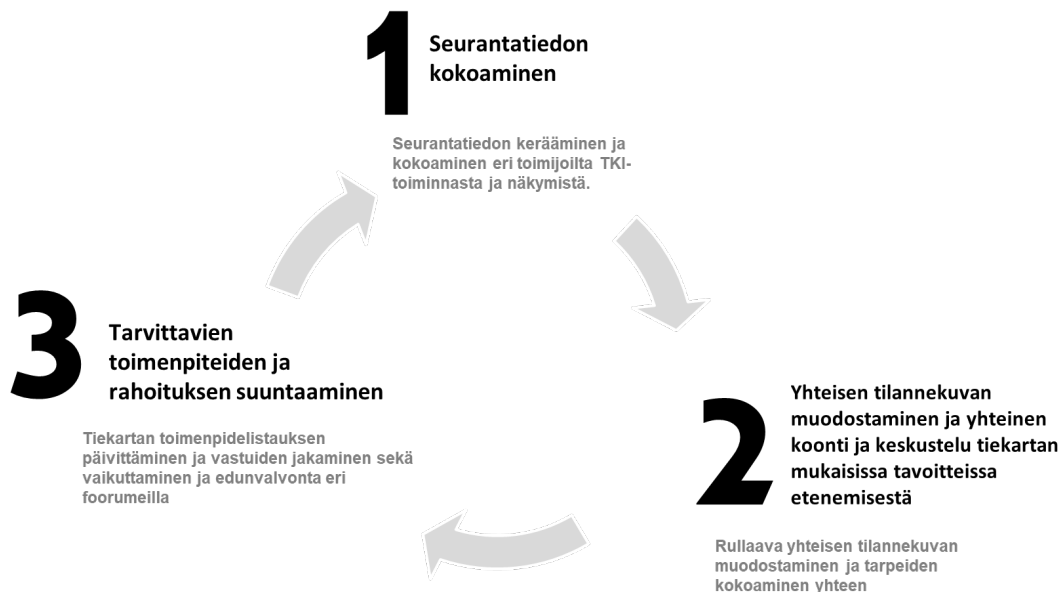 1
Seurantatiedon
kokoaminen
Seurantatiedon kerääminen ja
kokoaminen eri toimijoilta TKI-
toiminnasta ja näkymistä.
2
Yhteisen tilannekuvan
muodostaminen ja yhteinen
koonti ja keskustelu tiekartan
mukaisissa tavoitteissa
etenemisestä
Rullaava yhteisen tilannekuvan
muodostaminen ja tarpeiden
kokoaminen yhteen
3
Tarvittavien
toimenpiteiden ja
rahoituksen suuntaaminen
Tiekartan toimenpidelistauksen
päivittäminen ja vastuiden jakaminen sekä
vaikuttaminen ja edunvalvonta eri
foorumeilla